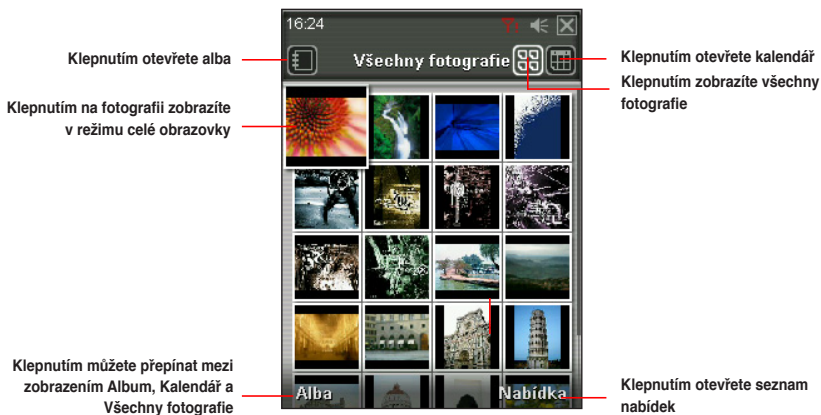 16:24
Klepnutím otevřete alba
Všechny fotografie
Klepnutím otevřete kalendář
Klepnutím zobrazíte všechny
fotografie
Klepnutím na fotografii zobrazíte
v režimu celé obrazovky
Klepnutím můžete přepínat mezi
zobrazením Album, Kalendář a
Všechny fotografie
Alba
Nabídka
Klepnutím otevřete seznam
nabídek